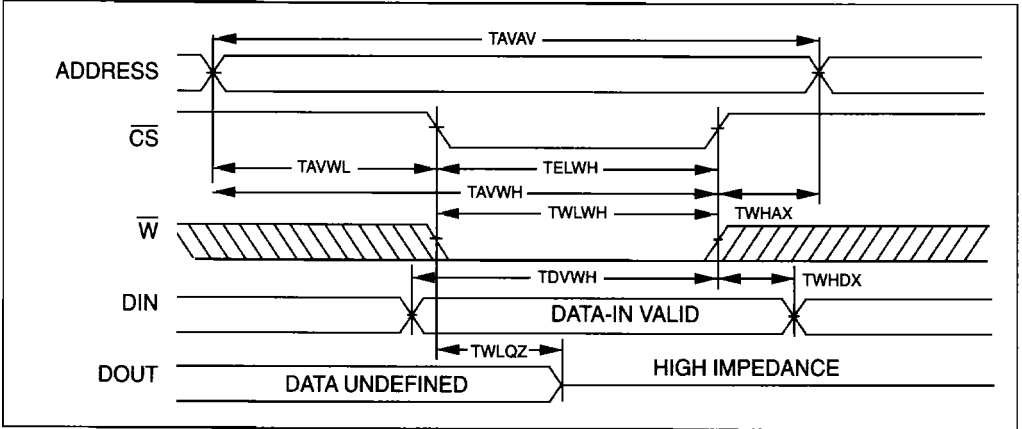 TAVAV
ADDRESS
CS
TAVWL
TELWH
TAVWH
TWHAX
TWLWH
W
TDVWH
TWHDX
DIN
DATA-IN VALID
TWLQZ
DOUT
DATA UNDEFINED
HIGH IMPEDANCE